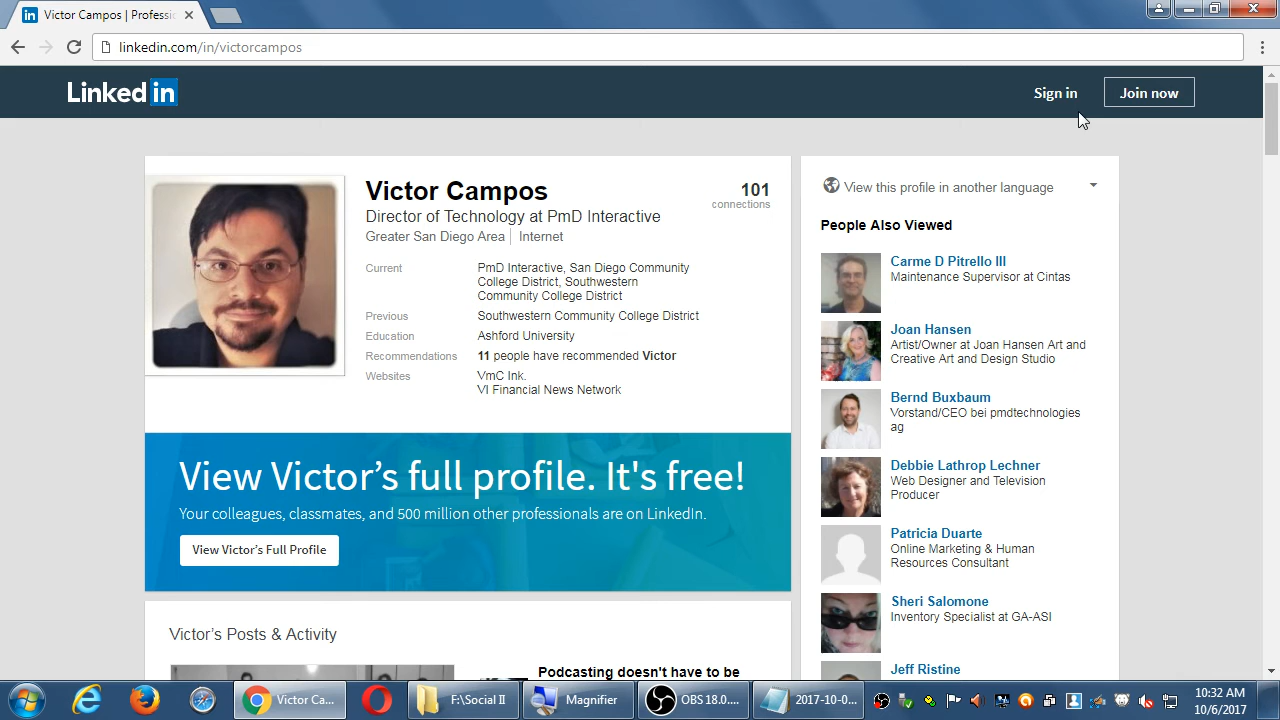 Victor Campos | Professi
linkedin.com/in/victorcampos
Linked in
Sign in
Join now
Victor Campos
101
connections
Director of Technology at PmD Interactive
Greater San Diego Area | Internet
Current
PmD Interactive, San Diego Community
College District, Southwestern
Community College District
Previous
Southwestern Community College District
Education
Ashford University
Recommendations
11 people have recommended Victor
Websites
VmC Ink.
VI Financial News Network
View Victor's full profile. It's free!
Your colleagues, classmates, and 500 million other professionals are on LinkedIn.
View Victor's Full Profile
Victor's Posts & Activity
Podcasting doesn't have to be
View this profile in another language
People Also Viewed
Carme D Pitrello III
Maintenance Supervisor at Cintas
Joan Hansen
Artist/Owner at Joan Hansen Art and
Creative Art and Design Studio
Bernd Buxbaum
Vorstand/CEO bei pmdtechnologies
ag
Debbie Lathrop Lechner
Web Designer and Television
Producer
Patricia Duarte
Online Marketing & Human
Resources Consultant
Sheri Salomone
Inventory Specialist at GA-ASI
Jeff Ristine
Victor Ca...
F:\Social II
Magnifier
OBS 18.0....
2017-10-0...
10:32 AM
10/6/2017